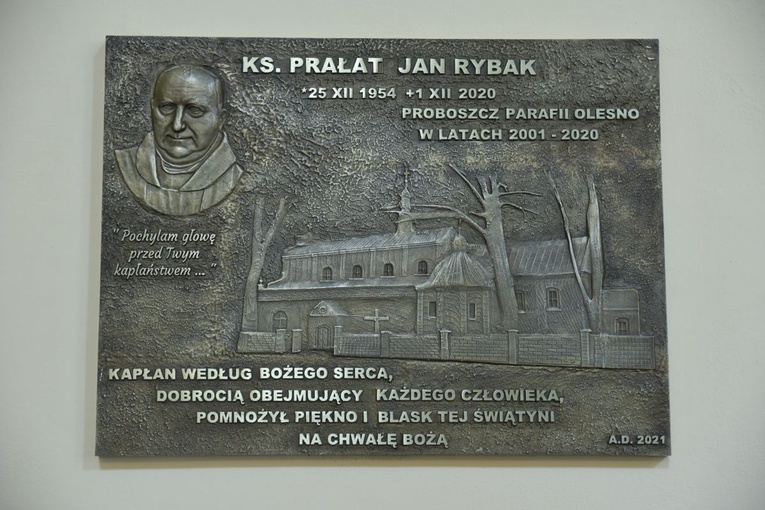 KS. PRAŁAT JAN RYBAK
*25 XII 1954 +1 XII 2020
PROBOSZCZ PARAFII OLESNO
W LATACH 2001 - 2020
"Pochylam głowę
przed Twym
kapłaństwem ..."
KAPŁAN WEDŁUG BOŻEGO SERCA,
DOBROCIĄ OBEJMUJĄCY KAŻDEGO CZŁOWIEKA,
POMNOŻYŁ PIĘKNO I BLASK TEJ ŚWIĄTYNI
NA CHWAŁĘ BOŻĄ
A.D. 2021